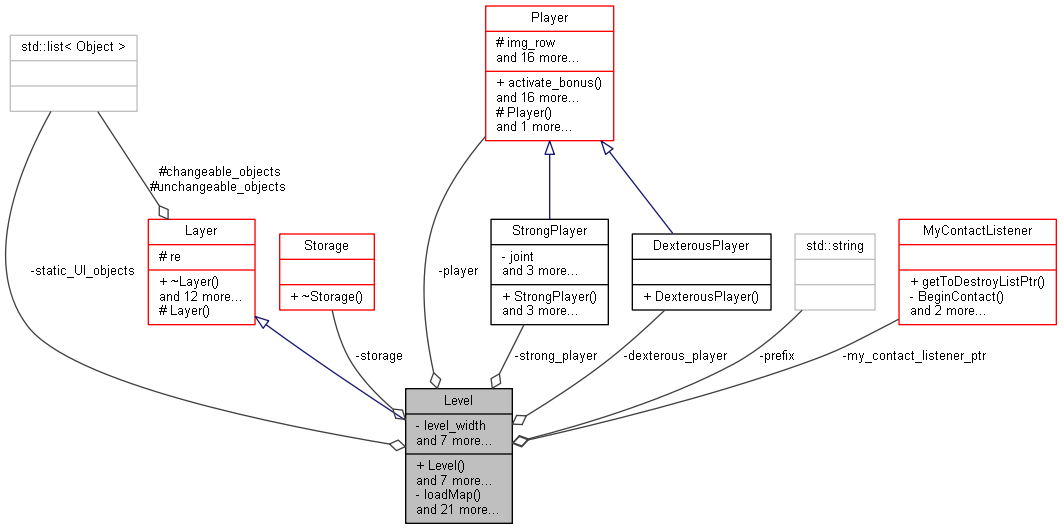 Player
# img_row
and 16 more...
+ activate_bonus()
and 16 more...
# Player()
and 1 more...
std::list< Object >
#changeable_objects
#unchangeable_objects
Layer
# re
+ ~Layer()
and 12 more...
# Layer()
Storage
+ ~Storage()
StrongPlayer
- joint
and 3 more...
+ StrongPlayer()
and 3 more...
DexterousPlayer
+ DexterousPlayer()
std::string
MyContactListener
+ getToDestroyListPtr()
- BeginContact()
and 2 more...
-static_UI_objects
-player
-storage
-strong_player
-dexterous_player
-prefix
-my_contact_listener_ptr
Level
- level_width
and 7 more...
+ Level()
and 7 more...
- loadMap()
and 21 more...